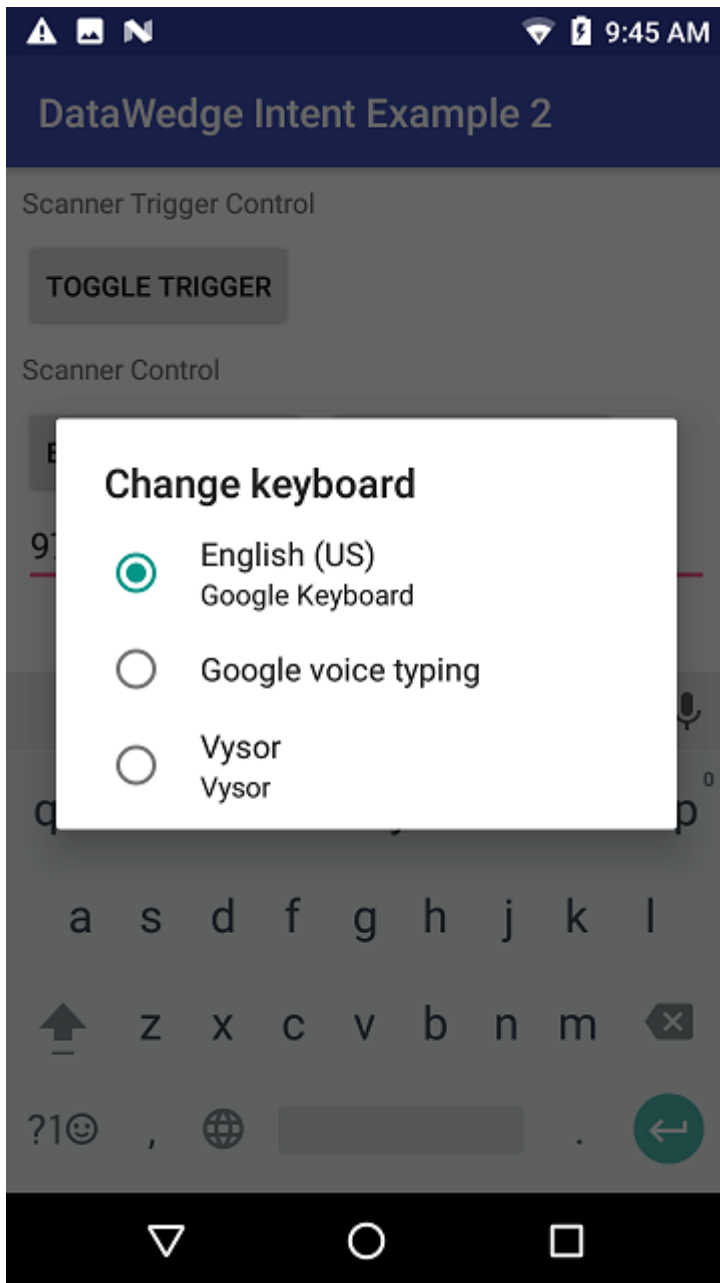 9:45 AM
DataWedge Intent Example 2
Scanner Trigger Control
TOGGLE TRIGGER
Scanner Control
Change keyboard
English (US)
Google Keyboard
Google voice typing
Vysor
Vysor
0
q p
a s d f g h j k l
z x c v b n m
?1☺ , .